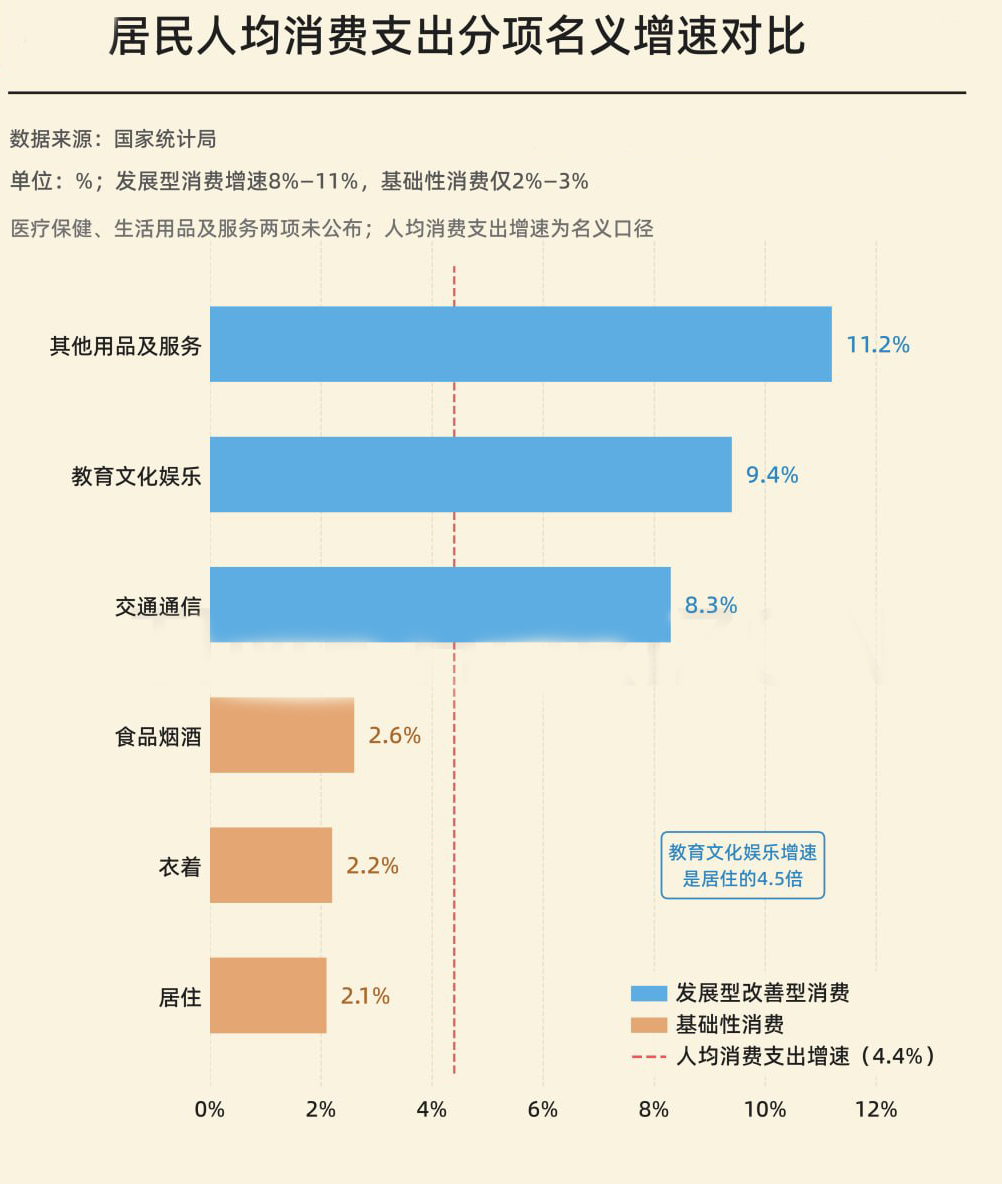 居民人均消费支出分项名义增速对比
数据来源：国家统计局
单位：%；发展型消费增速8%–11%，基础性消费仅2%–3%
医疗保健、生活用品及服务两项未公布；人均消费支出增速为名义口径
其他用品及服务 11.2%
教育文化娱乐 9.4%
交通通信 8.3%
食品烟酒 2.6%
衣着 2.2%
教育文化娱乐增速
是居住的4.5倍
居住 2.1%
发展型改善型消费
基础性消费
人均消费支出增速（4.4%）
0% 2% 4% 6% 8% 10% 12%